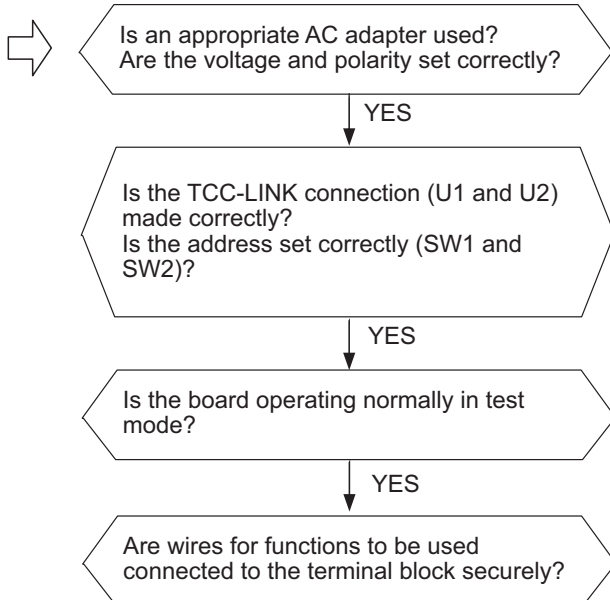 Is an appropriate AC adapter used?
Are the voltage and polarity set correctly?
YES
Is the TCC-LINK connection (U1 and U2)
made correctly?
Is the address set correctly (SW1 and
SW2)?
YES
Is the board operating normally in test
mode?
YES
Are wires for functions to be used
connected to the terminal block securely?